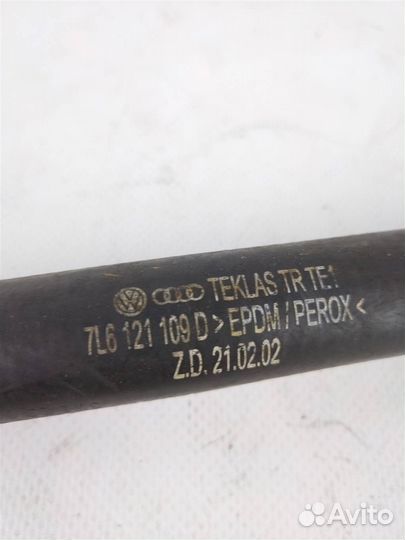 TEKLAS TR TE1
7L6 121 109 D >EPDM / PEROX<
Z.D. 21.02.02
Avito